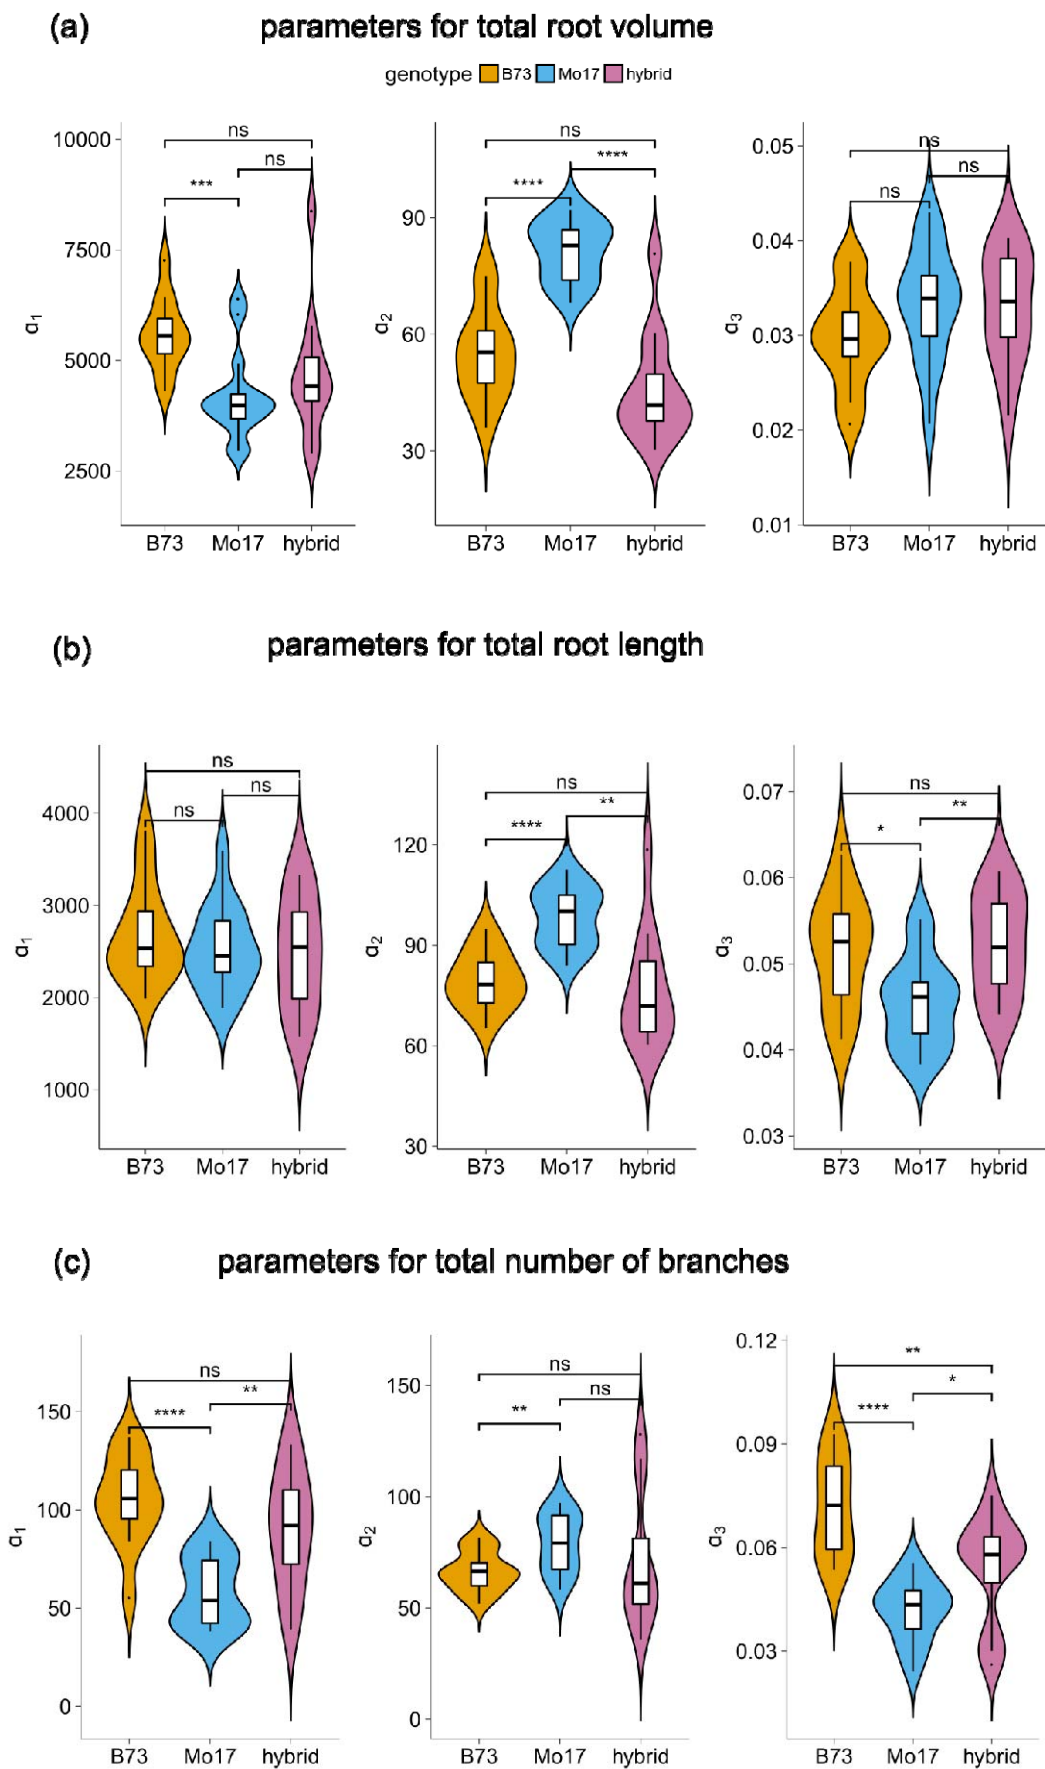 (a) parameters for total root volume
genotype B73 Mo17 hybrid
α1
10000
7500
5000
2500
ns
ns
***
B73 Mo17 hybrid
α2
90
60
30
ns
****
****
B73 Mo17 hybrid
α3
0.05
0.04
0.03
0.02
0.01
ns
ns
ns
B73 Mo17 hybrid
(b) parameters for total root length
α1
4000
3000
2000
1000
ns
ns
ns
B73 Mo17 hybrid
α2
120
90
60
30
ns
**
****
B73 Mo17 hybrid
α3
0.07
0.06
0.05
0.04
0.03
ns
**
*
B73 Mo17 hybrid
(c) parameters for total number of branches
α1
150
100
50
0
ns
**
****
B73 Mo17 hybrid
α2
150
100
50
0
ns
ns
**
B73 Mo17 hybrid
α3
0.12
0.09
0.06
0.03
**
*
****
B73 Mo17 hybrid